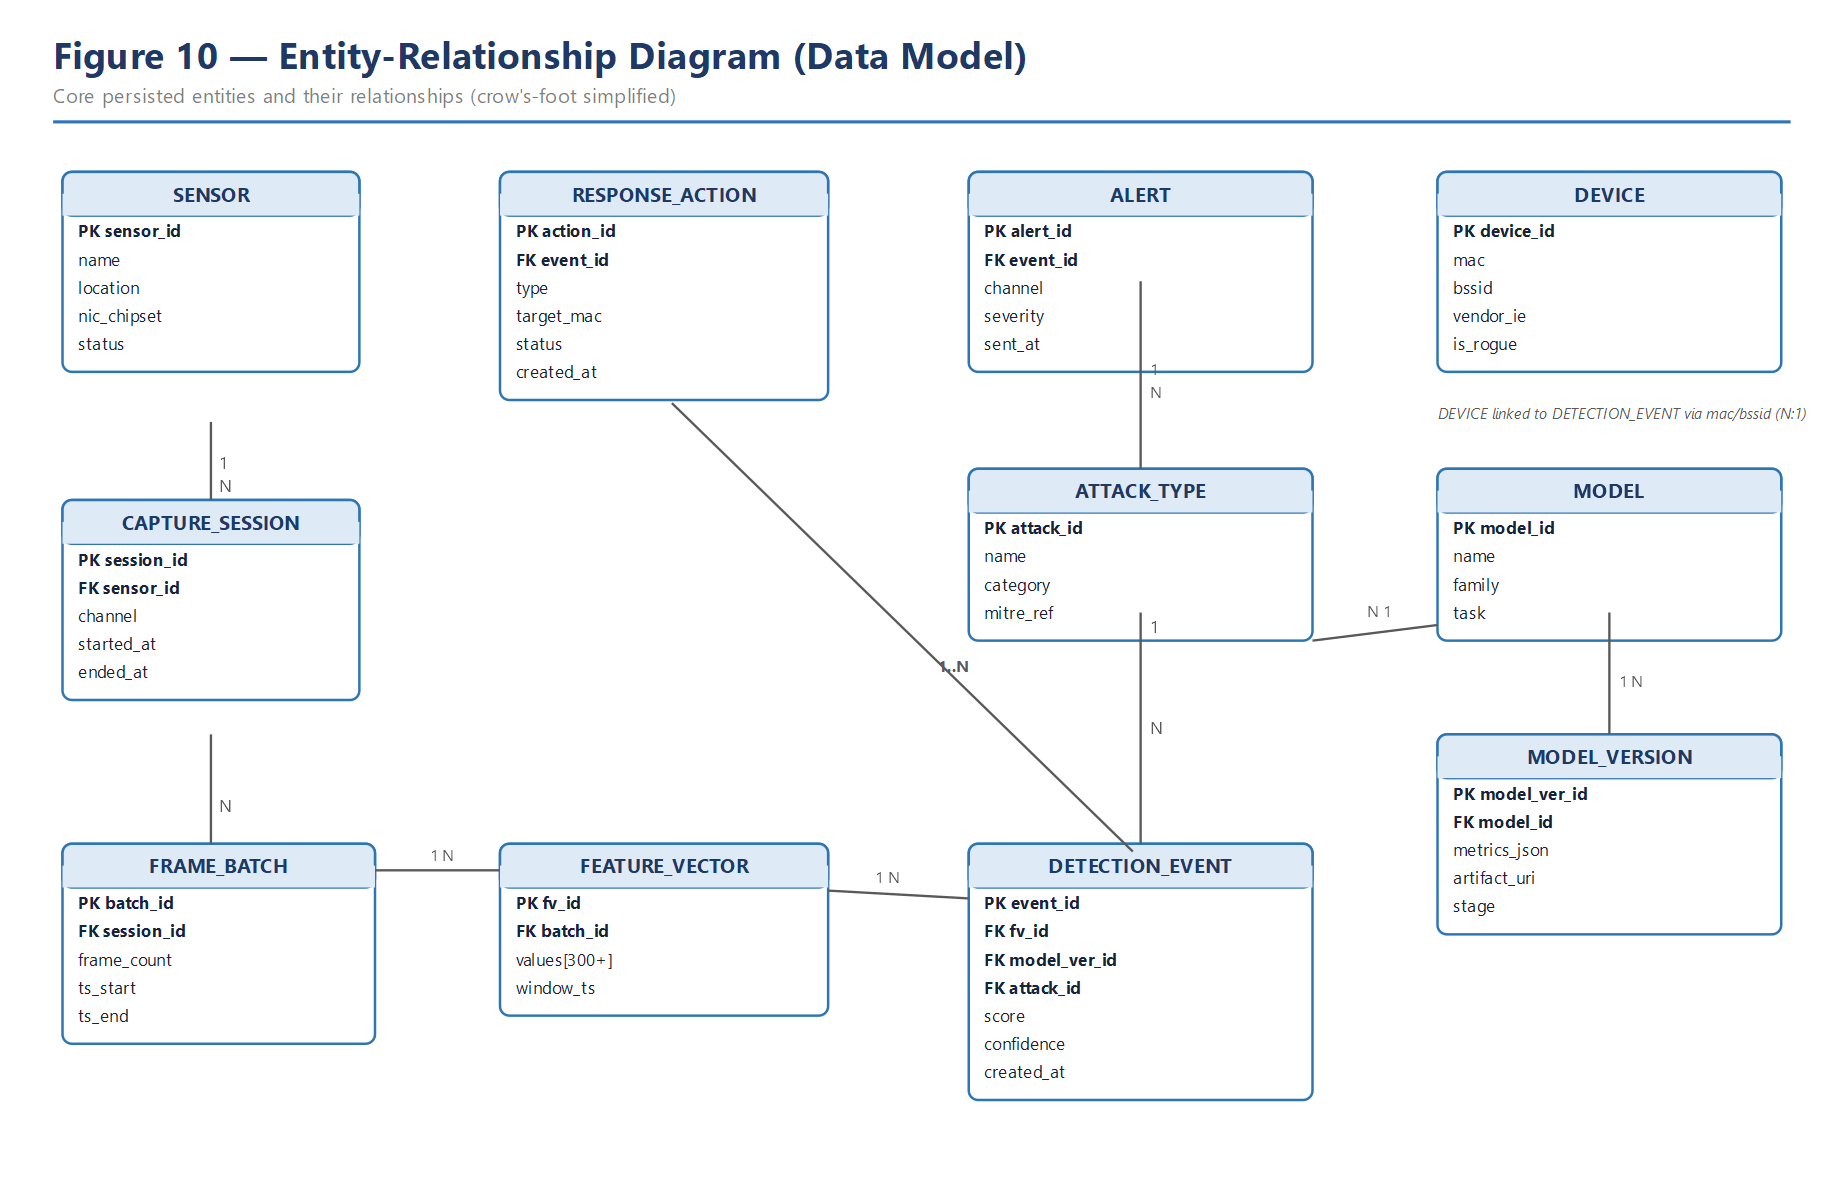 Figure 10 — Entity-Relationship Diagram (Data Model)
Core persisted entities and their relationships (crow's-foot simplified)
SENSOR
PK sensor_id
name
location
nic_chipset
status
RESPONSE_ACTION
PK action_id
FK event_id
type
target_mac
status
created_at
ALERT
PK alert_id
FK event_id
channel
severity
sent_at
DEVICE
PK device_id
mac
bssid
vendor_ie
is_rogue
1
N
DEVICE linked to DETECTION_EVENT via mac/bssid (N:1)
1
N
CAPTURE_SESSION
PK session_id
FK sensor_id
channel
started_at
ended_at
ATTACK_TYPE
PK attack_id
name
category
mitre_ref
N 1
MODEL
PK model_id
name
family
task
1
1..N
N
1 N
MODEL_VERSION
PK model_ver_id
FK model_id
metrics_json
artifact_uri
stage
N
FRAME_BATCH
PK batch_id
FK session_id
frame_count
ts_start
ts_end
1 N
FEATURE_VECTOR
PK fv_id
FK batch_id
values[300+]
window_ts
1 N
DETECTION_EVENT
PK event_id
FK fv_id
FK model_ver_id
FK attack_id
score
confidence
created_at